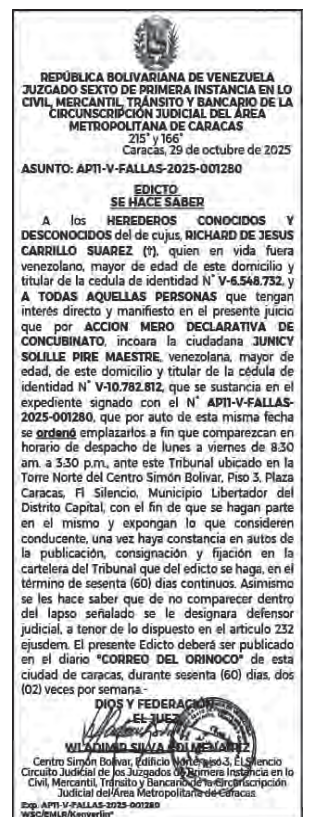 REPÚBLICA BOLIVARIANA DE VENEZUELA
JUZGADO SEXTO DE PRIMERA INSTANCIA EN LO
CIVIL, MERCANTIL, TRÁNSITO Y BANCARIO DE LA
CIRCUNSCRIPCIÓN JUDICIAL DEL ÁREA
METROPOLITANA DE CARACAS
215° y 166°
Caracas, 29 de octubre de 2025
ASUNTO: AP11-V-FALLAS-2025-001280
EDICTO
SE HACE SABER
A los HEREDEROS CONOCIDOS Y
DESCONOCIDOS del de cujus, RICHARD DE JESUS
CARRILLO SUAREZ (†), quien en vida fuera
venezolano, mayor de edad de este domicilio y
titular de la cedula de identidad N° V-6.548.732, y
A TODAS AQUELLAS PERSONAS que tengan
interés directo y manifiesto en el presente juicio
que por ACCION MERO DECLARATIVA DE
CONCUBINATO, incoara la ciudadana JUNICY
SOLILLE PIRE MAESTRE, venezolana, mayor de
edad, de este domicilio y titular de la cédula de
identidad N° V-10.782.812, que se sustancia en el
expediente signado con el N° AP11-V-FALLAS-
2025-001280, que por auto de esta misma fecha
se ordenó emplazarlos a fin que comparezcan en
horario de despacho de lunes a viernes de 8:30
am. a 3:30 p.m., ante este Tribunal ubicado en la
Torre Norte del Centro Simón Bolivar, Piso 3, Plaza
Caracas, El Silencio, Municipio Libertador del
Distrito Capital, con el fin de que se hagan parte
en el mismo y expongan lo que consideren
conducente, una vez haya constancia en autos de
la publicación, consignación y fijación en la
cartelera del Tribunal que del edicto se haga, en el
término de sesenta (60) dias continuos. Asimismo
se les hace saber que de no comparecer dentro
del lapso señalado se le designara defensor
judicial, a tenor de lo dispuesto en el articulo 232
ejusdem. El presente Edicto deberá ser publicado
en el diario "CORREO DEL ORINOCO" de esta
ciudad de caracas, durante sesenta (60) dias, dos
(02) veces por semana.-
DIOS Y FEDERACIÓN
EL JUEZ
WLADIMIR SILVA COLMENAREZ
Centro Simón Bolivar, Edificio Norte, piso 3, El Silencio
Circuito Judicial de los Juzgados de Primera Instancia en lo
Civil, Mercantil, Tránsito y Bancario de la Circunscripción
Judicial del Área Metropolitana de Caracas
Exp. AP11-V-FALLAS-2025-001280
WSC/EMLR/Kenyerlin*